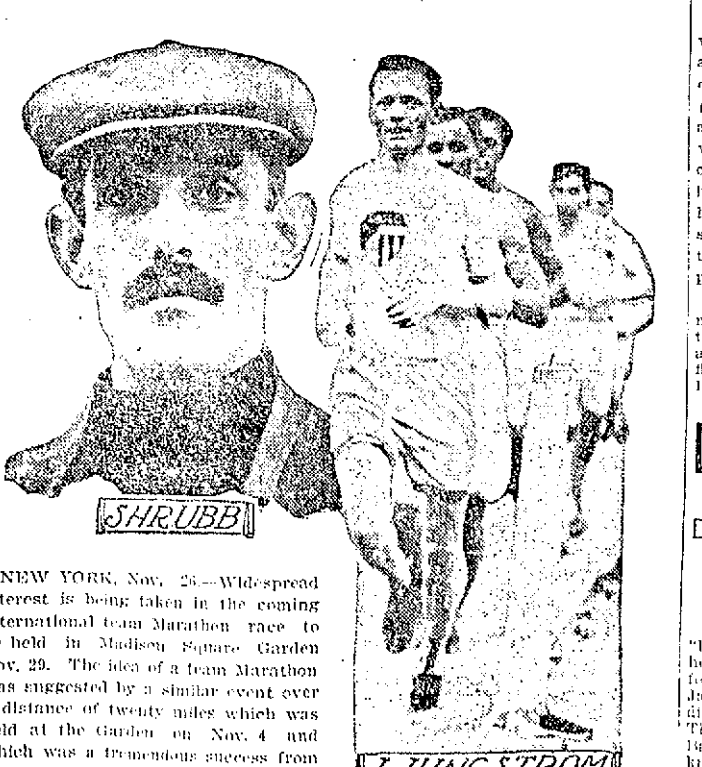 SHRUBB
NEW YORK, Nov. 26.—Widespread
terest is being taken in the coming
ternational team Marathon race to
held in Madison Square Garden
ov. 29. The idea of a team Marathon
as suggested by a similar event over
distance of twenty miles which was
eld at the Garden on Nov. 4 and
hich was a tremendous success from
LJUNGSTROM